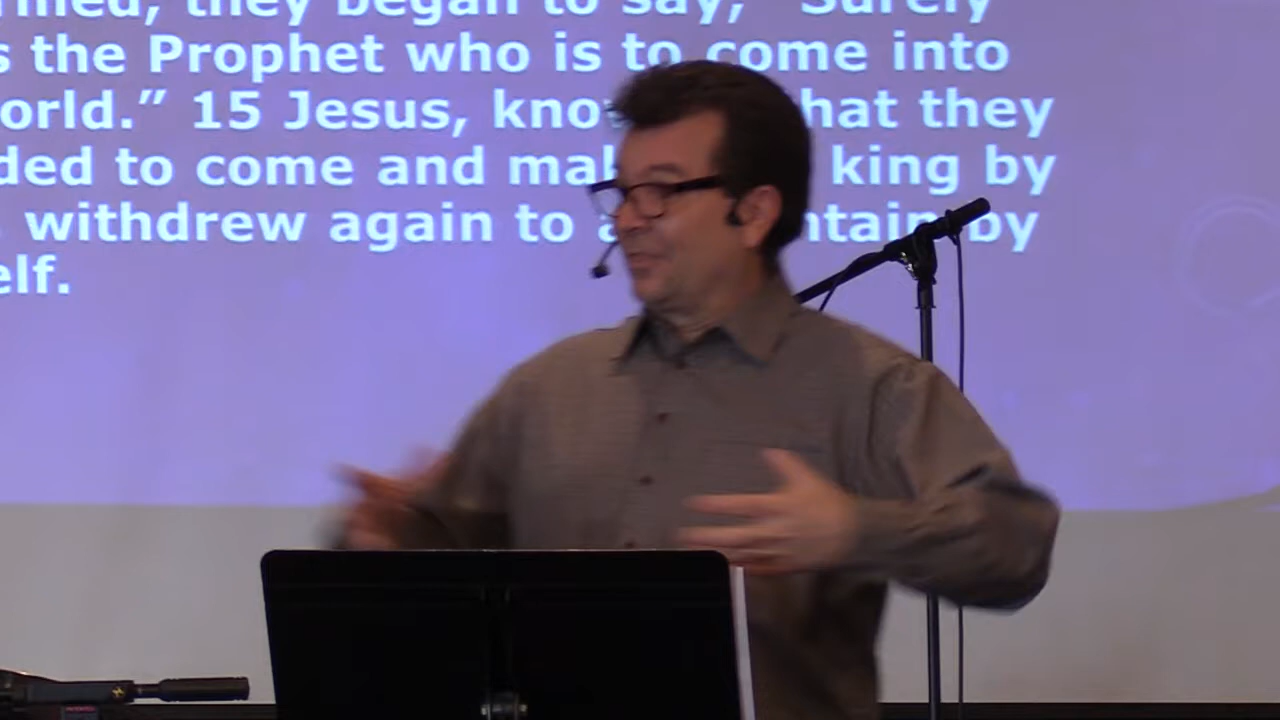 rmed, they began to say, "Surely
s the Prophet who is to come into
orld." 15 Jesus, kno hat they
ded to come and mak king by
withdrew again to a ntain by
elf.